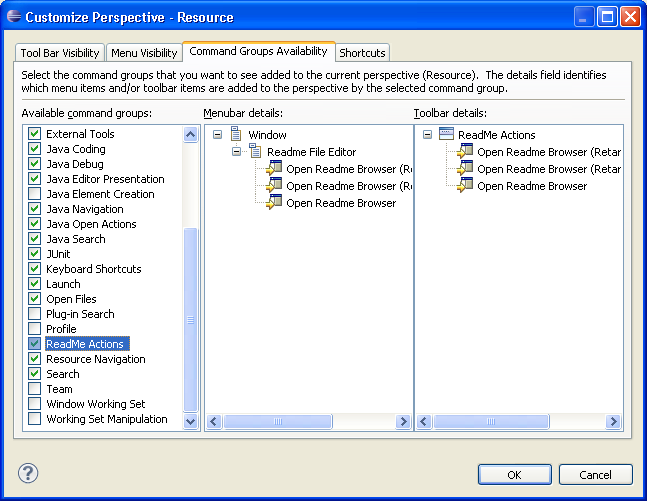 Customize Perspective - Resource
Tool Bar Visibility
Menu Visibility
Command Groups Availability
Shortcuts
Select the command groups that you want to see added to the current perspective (Resource).  The details field identifies
which menu items and/or toolbar items are added to the perspective by the selected command group.
Available command groups:
External Tools
Java Coding
Java Debug
Java Editor Presentation
Java Element Creation
Java Navigation
Java Open Actions
Java Search
JUnit
Keyboard Shortcuts
Launch
Open Files
Plug-in Search
Profile
ReadMe Actions
Resource Navigation
Search
Team
Window Working Set
Working Set Manipulation
Menubar details:
Window
Readme File Editor
Open Readme Browser (R
Open Readme Browser (R
Open Readme Browser
Toolbar details:
ReadMe Actions
Open Readme Browser (Retar
Open Readme Browser (Retar
Open Readme Browser
?
OK
Cancel